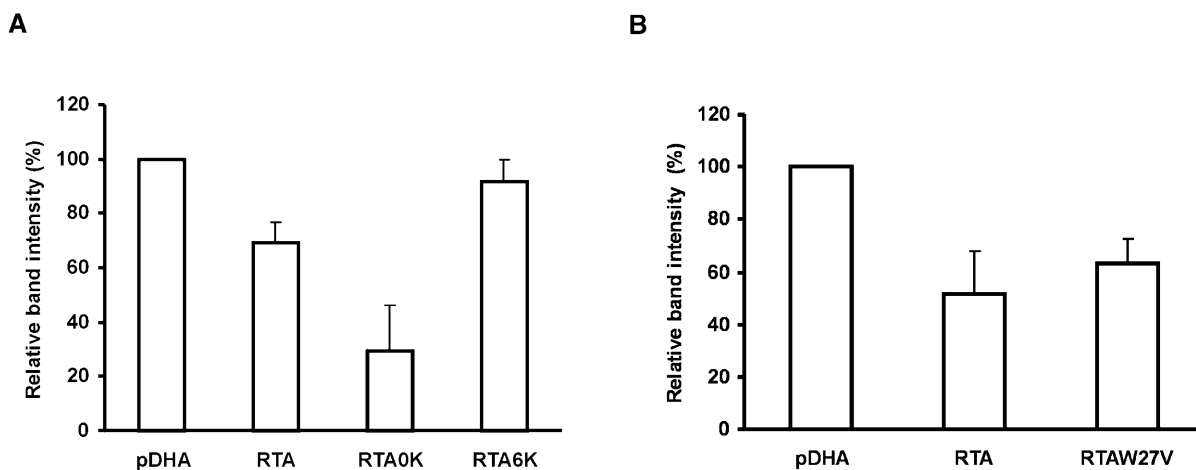 A
B
Relative band intensity (%)
120
100
80
60
40
20
0
pDHA RTA RTA0K RTA6K
Relative band intensity (%)
120
100
80
60
40
20
0
pDHA RTA RTAW27V